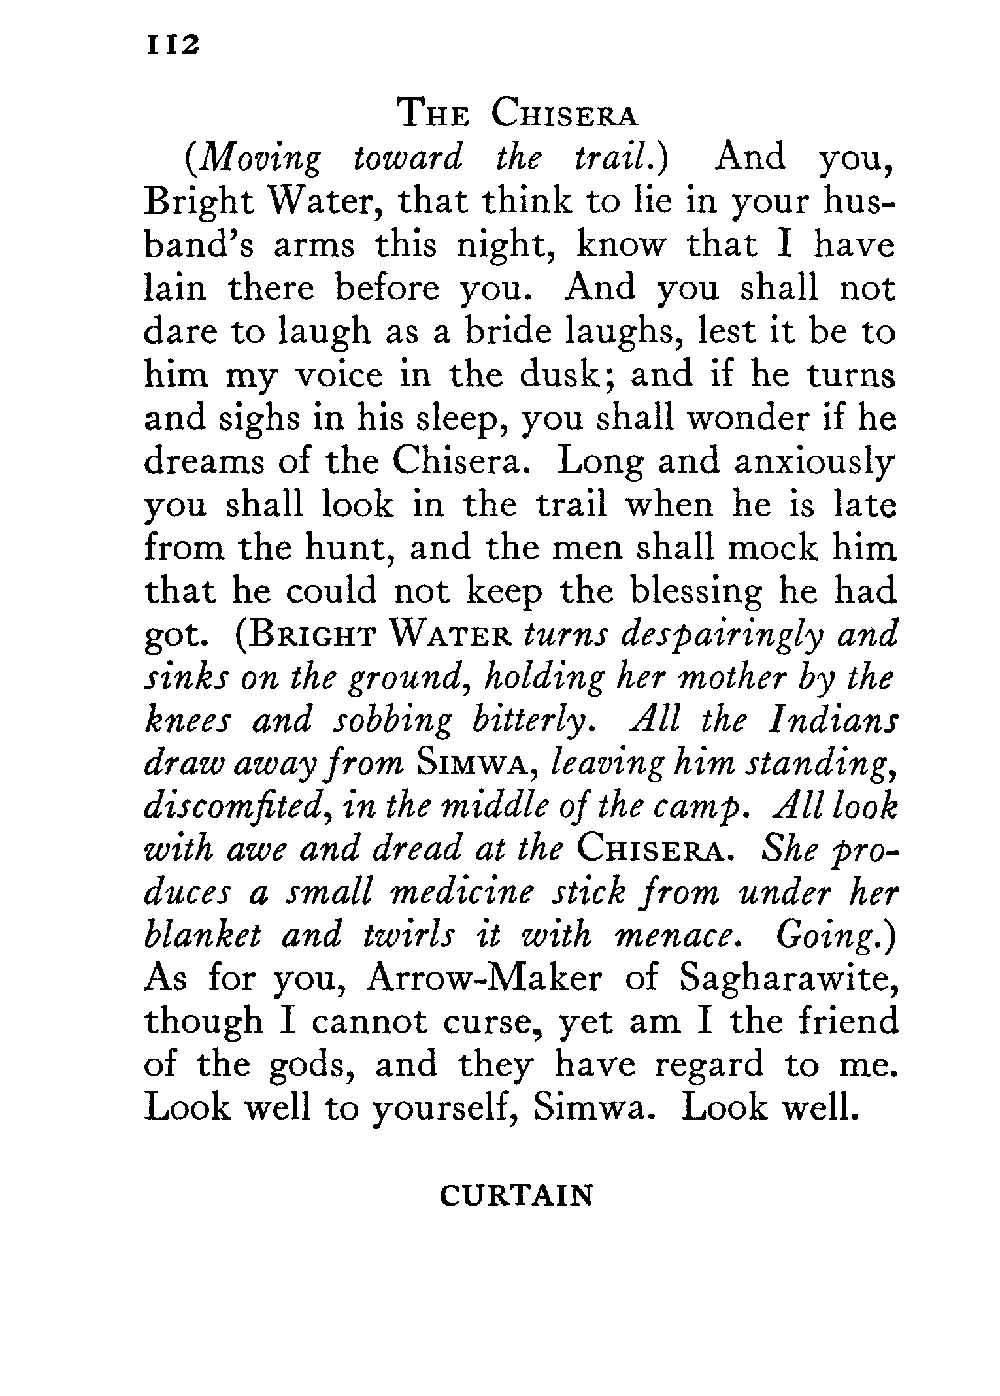 112
The Chisera
(Moving toward the trail.) And you,
Bright Water, that think to lie in your hus-
band's arms this night, know that I have
lain there before you. And you shall not
dare to laugh as a bride laughs, lest it be to
him my voice in the dusk; and if he turns
and sighs in his sleep, you shall wonder if he
dreams of the Chisera. Long and anxiously
you shall look in the trail when he is late
from the hunt, and the men shall mock him
that he could not keep the blessing he had
got. (Bright Water turns despairingly and
sinks on the ground, holding her mother by the
knees and sobbing bitterly. All the Indians
draw away from Simwa, leaving him standing,
discomfited, in the middle of the camp. All look
with awe and dread at the Chisera. She pro-
duces a small medicine stick from under her
blanket and twirls it with menace. Going.)
As for you, Arrow-Maker of Sagharawite,
though I cannot curse, yet am I the friend
of the gods, and they have regard to me.
Look well to yourself, Simwa. Look well.
CURTAIN